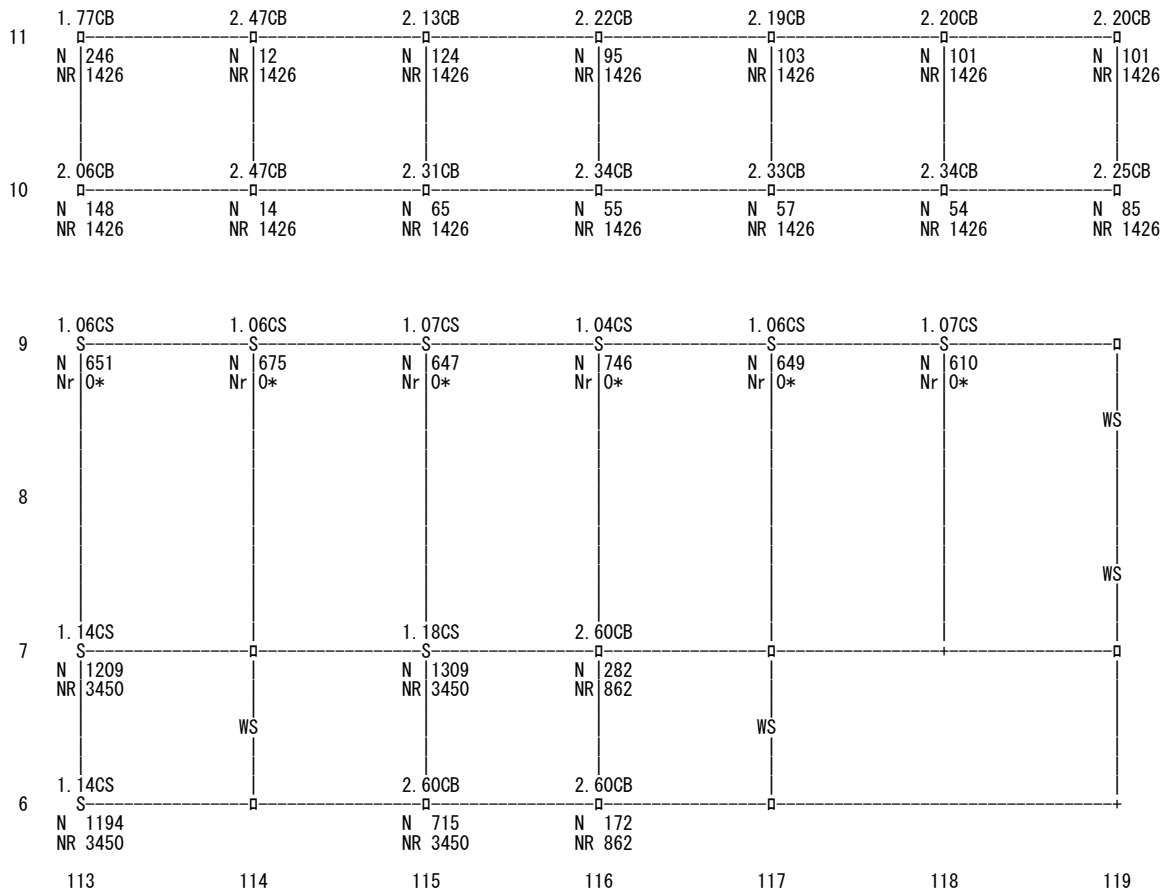 1.77CB 2.47CB 2.13CB 2.22CB 2.19CB 2.20CB 2.20CB
11
N 246 N 12 N 124 N 95 N 103 N 101 N 101
NR 1426 NR 1426 NR 1426 NR 1426 NR 1426 NR 1426 NR 1426
2.06CB 2.47CB 2.31CB 2.34CB 2.33CB 2.34CB 2.25CB
10
N 148 N 14 N 65 N 55 N 57 N 54 N 85
NR 1426 NR 1426 NR 1426 NR 1426 NR 1426 NR 1426 NR 1426
1.06CS 1.06CS 1.07CS 1.04CS 1.06CS 1.07CS
9 S S S S S S
N 651 N 675 N 647 N 746 N 649 N 610
Nr 0* Nr 0* Nr 0* Nr 0* Nr 0* Nr 0*
WS
8
WS
1.14CS 1.18CS 2.60CB
7 S S
N 1209 N 1309 N 282
NR 3450 NR 3450 NR 862
WS WS
1.14CS 2.60CB 2.60CB
6 S
N 1194 N 715 N 172
NR 3450 NR 3450 NR 862
113 114 115 116 117 118 119